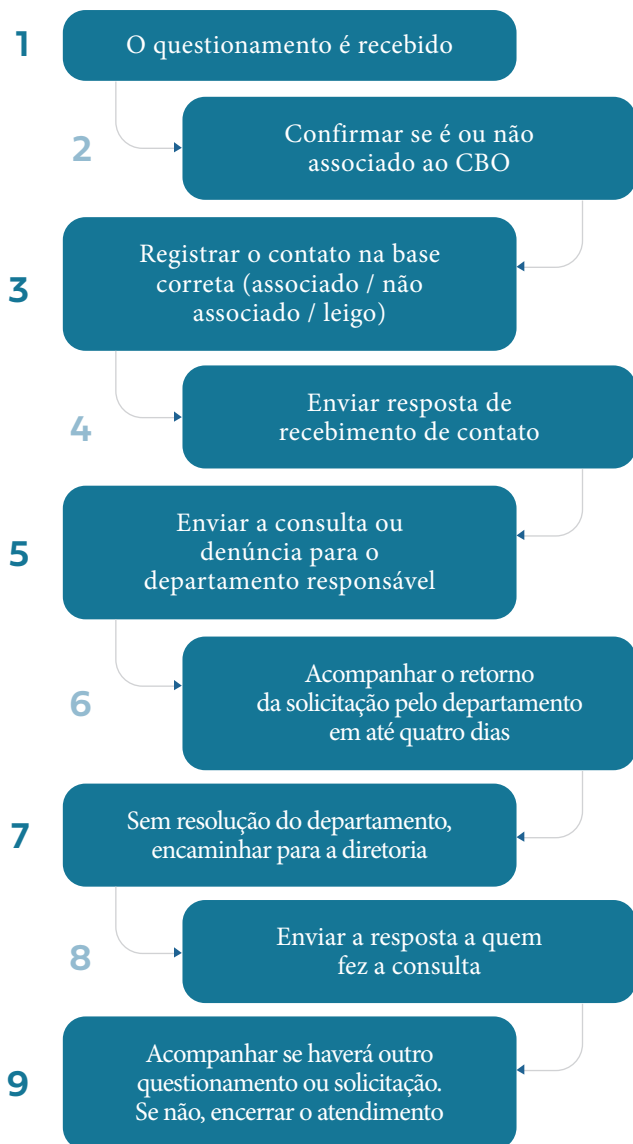 1
O questionamento é recebido
2
Confirmar se é ou não
associado ao CBO
3
Registrar o contato na base
correta (associado / não
associado / leigo)
4
Enviar resposta de
recebimento de contato
5
Enviar a consulta ou
denúncia para o
departamento responsável
6
Acompanhar o retorno
da solicitação pelo departamento
em até quatro dias
7
Sem resolução do departamento,
encaminhar para a diretoria
8
Enviar a resposta a quem
fez a consulta
9
Acompanhar se haverá outro
questionamento ou solicitação.
Se não, encerrar o atendimento